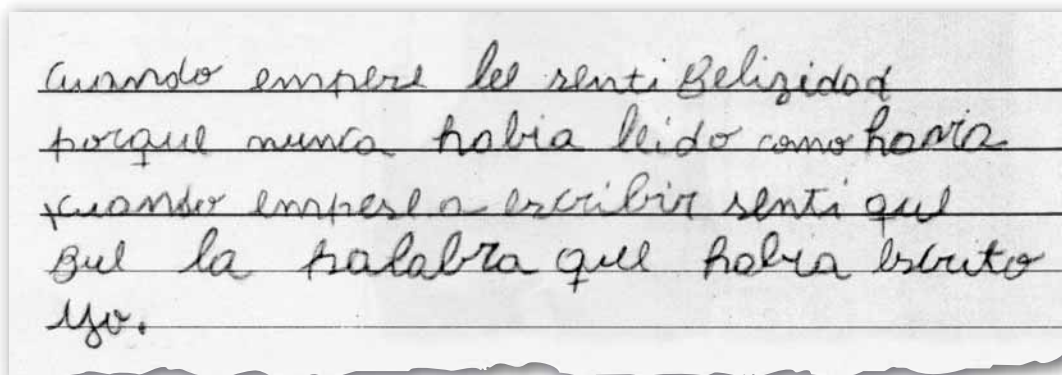 cuando empese lee senti Belizidad
porque nunca habia leido como haora
cuando empese a escribir senti que
Bue la palabra que habia escrito
yo.